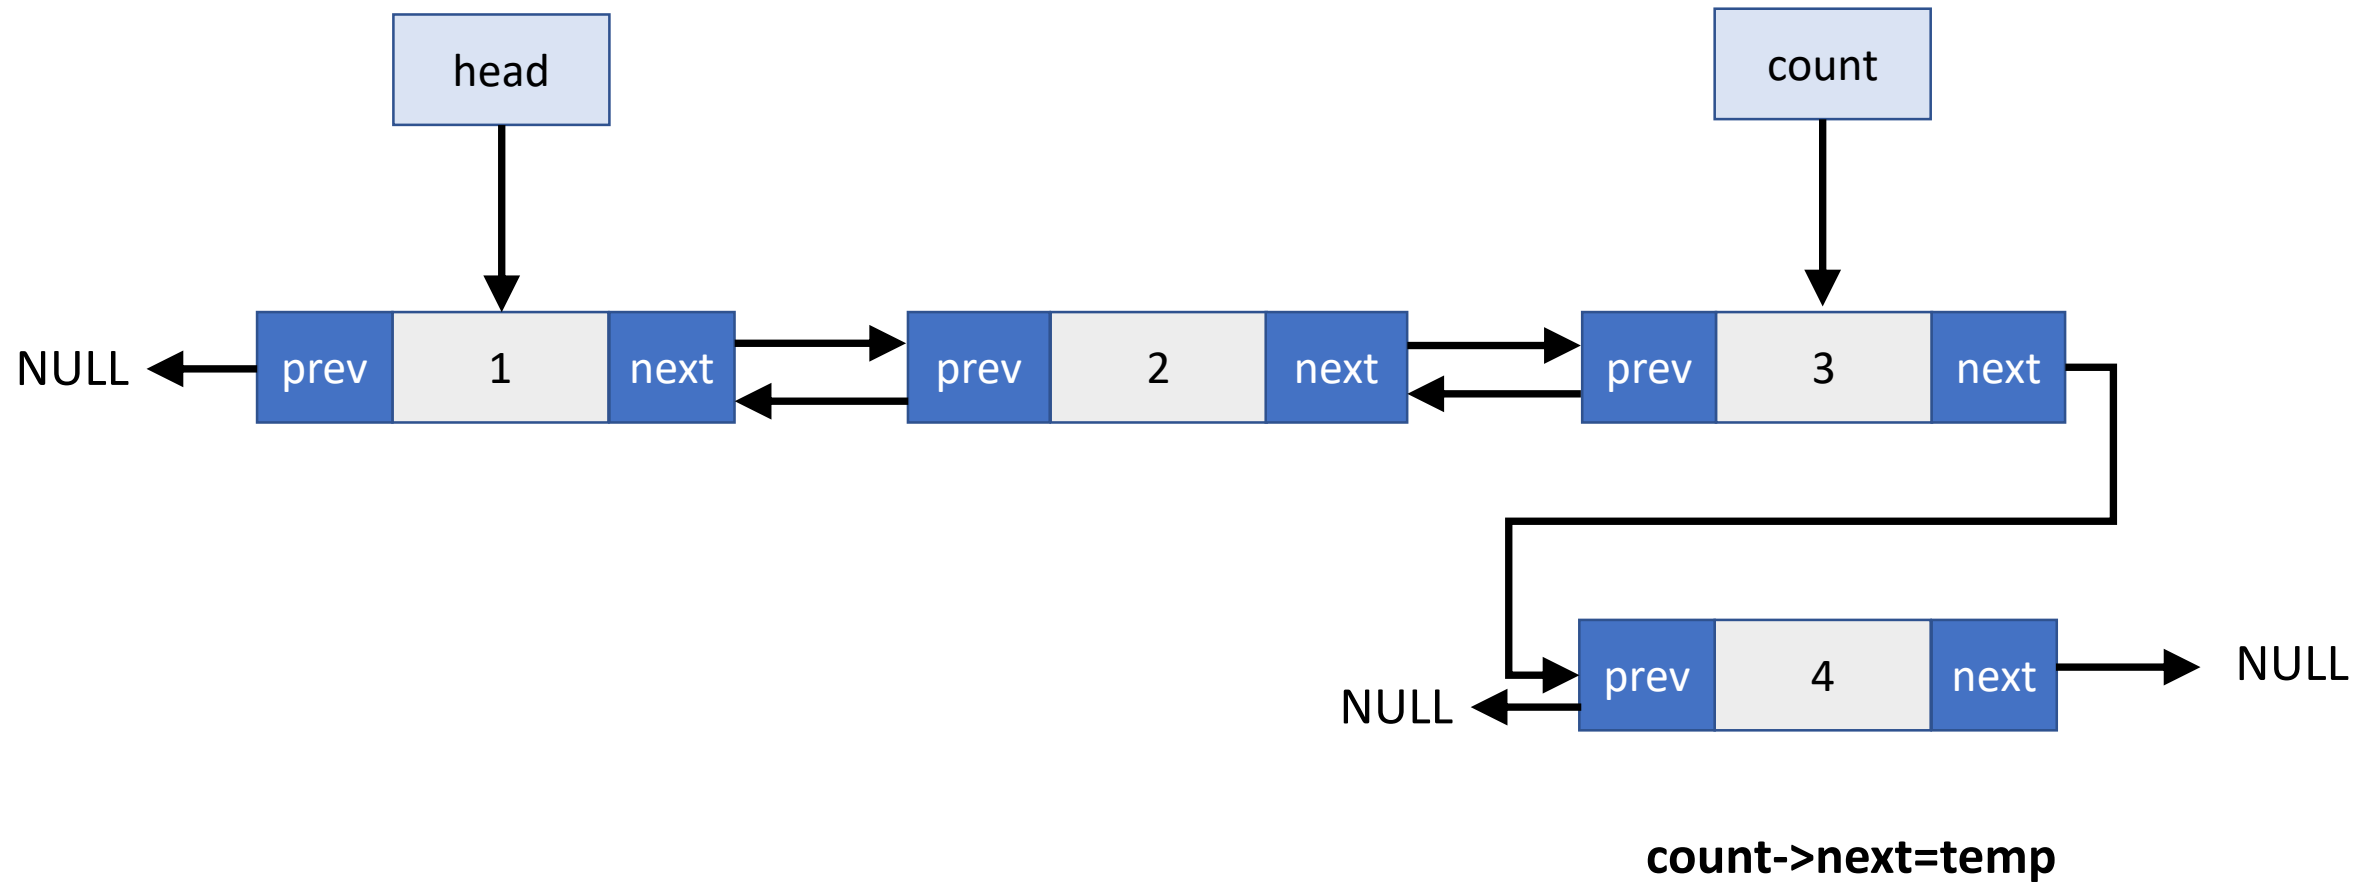 head
count
NULL
prev 1 next
prev 2 next
prev 3 next
NULL
prev 4 next
NULL
count->next=temp